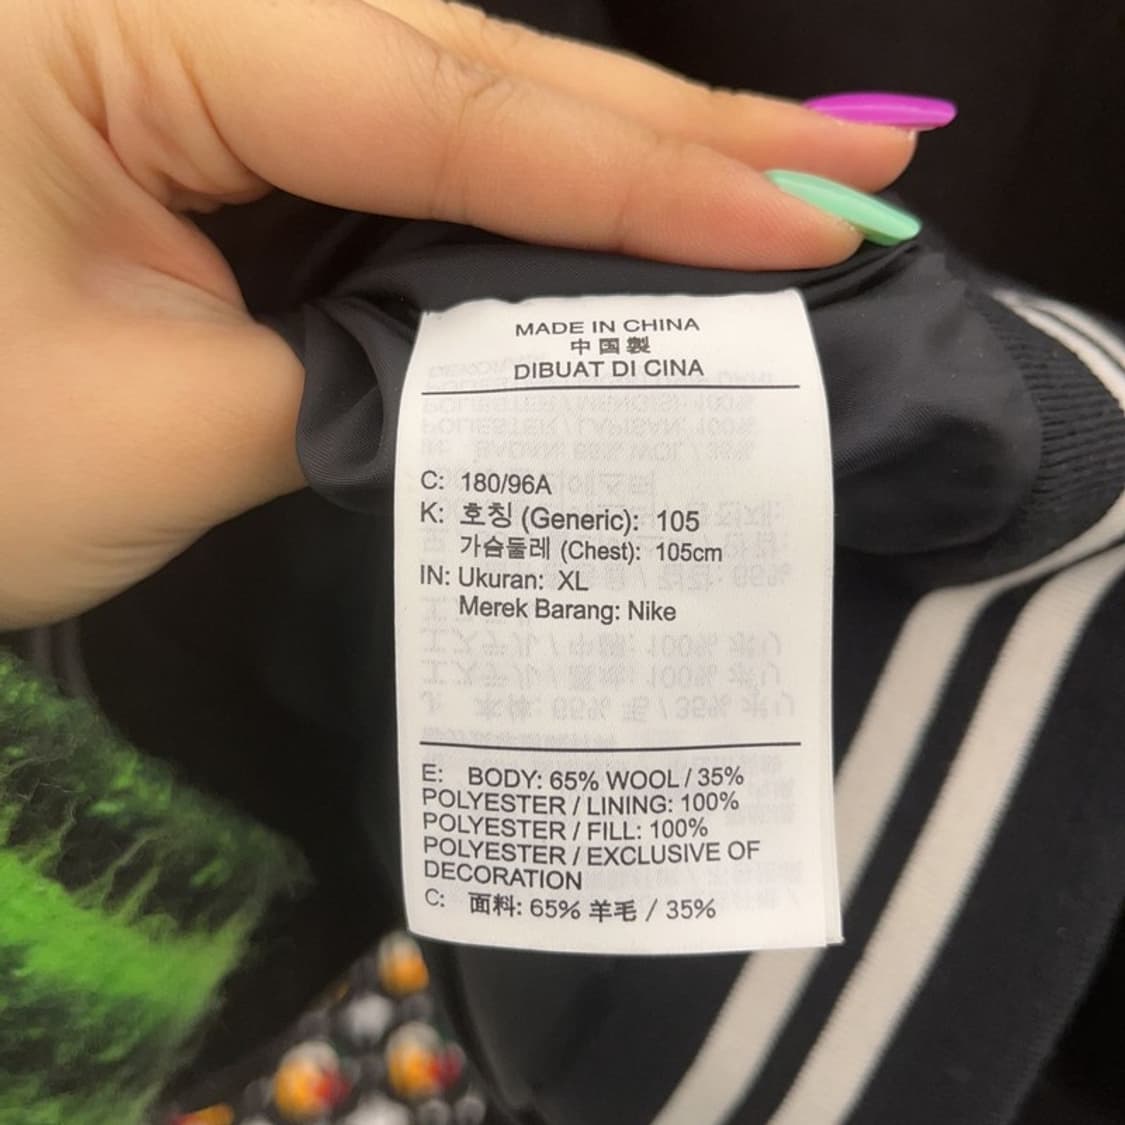 MADE IN CHINA
中国製
DIBUAT DI CINA
C: 180/96A
K: 호칭 (Generic): 105
가슴둘레 (Chest): 105cm
IN: Ukuran: XL
Merek Barang: Nike
E: BODY: 65% WOOL / 35%
POLYESTER / LINING: 100%
POLYESTER / FILL: 100%
POLYESTER / EXCLUSIVE OF
DECORATION
C: 面料: 65% 羊毛 / 35%